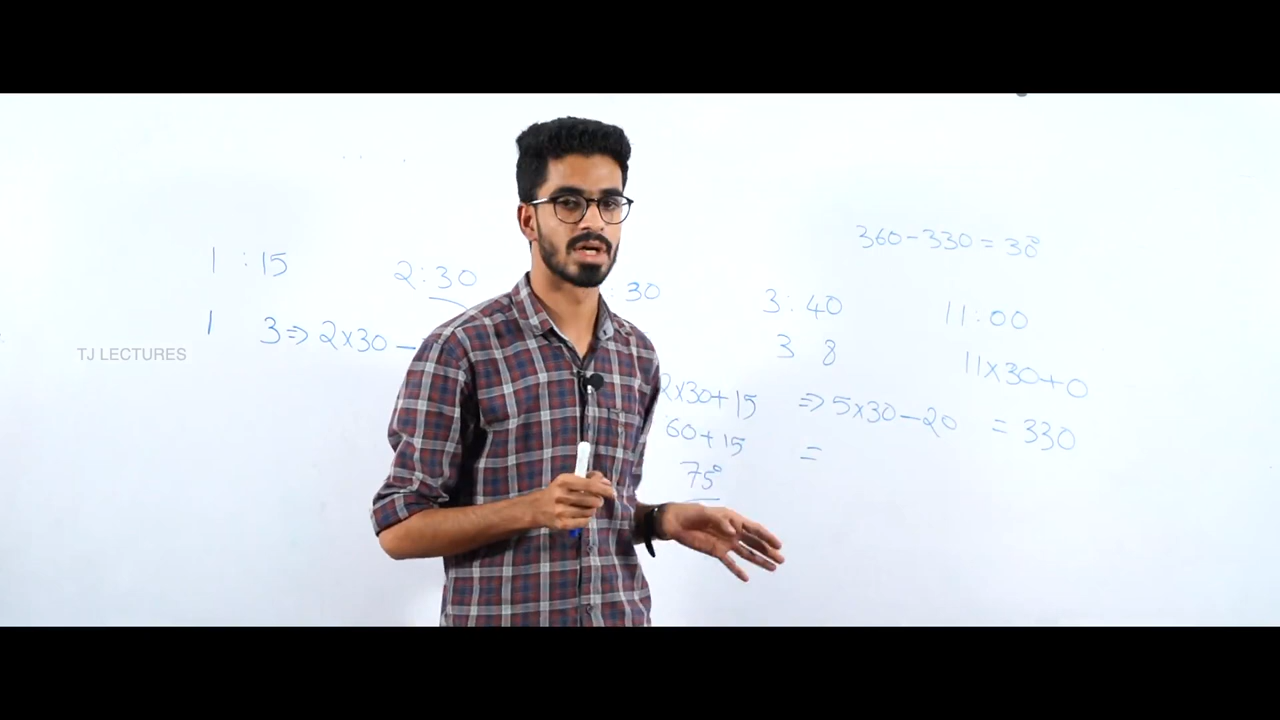 360-330=30°
1 : 15
2:30
: 30
3:40
11:00
1 3⇒2x30-
3 8
11x30+0
2x30+15
⇒5x30-20
= 330
60+15
=
75°
TJ LECTURES